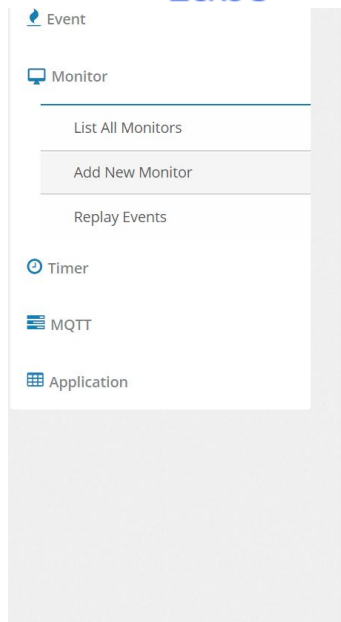 Event
Monitor
List All Monitors
Add New Monitor
Replay Events
Timer
MQTT
Application